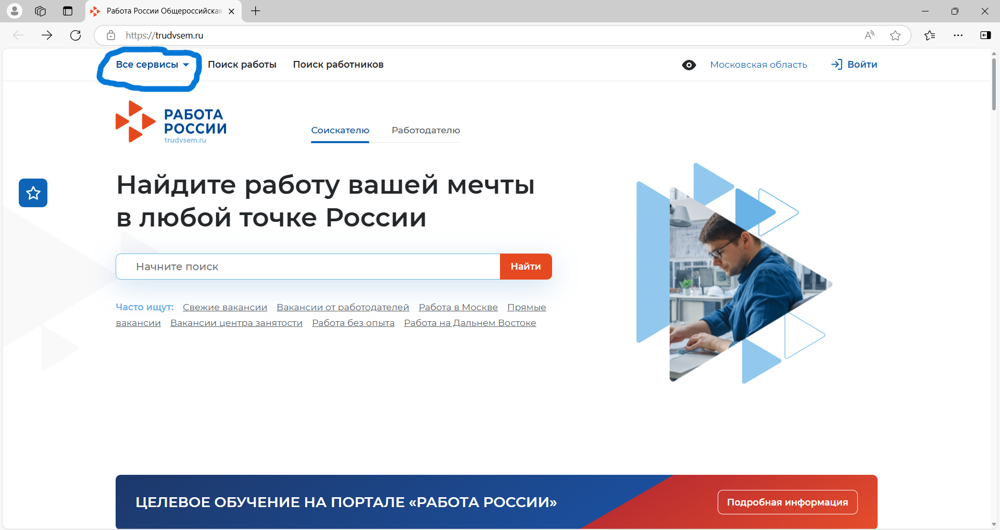 Работа России Общероссийская
https://trudvsem.ru
Все сервисы Поиск работы Поиск работников Московская область Войти
РАБОТА
РОССИИ
trudvsem.ru
Соискателю Работодателю
Найдите работу вашей мечты
в любой точке России
Начните поиск Найти
Часто ищут: Свежие вакансии Вакансии от работодателей Работа в Москве Прямые
вакансии Вакансии центра занятости Работа без опыта Работа на Дальнем Востоке
ЦЕЛЕВОЕ ОБУЧЕНИЕ НА ПОРТАЛЕ «РАБОТА РОССИИ» Подробная информация